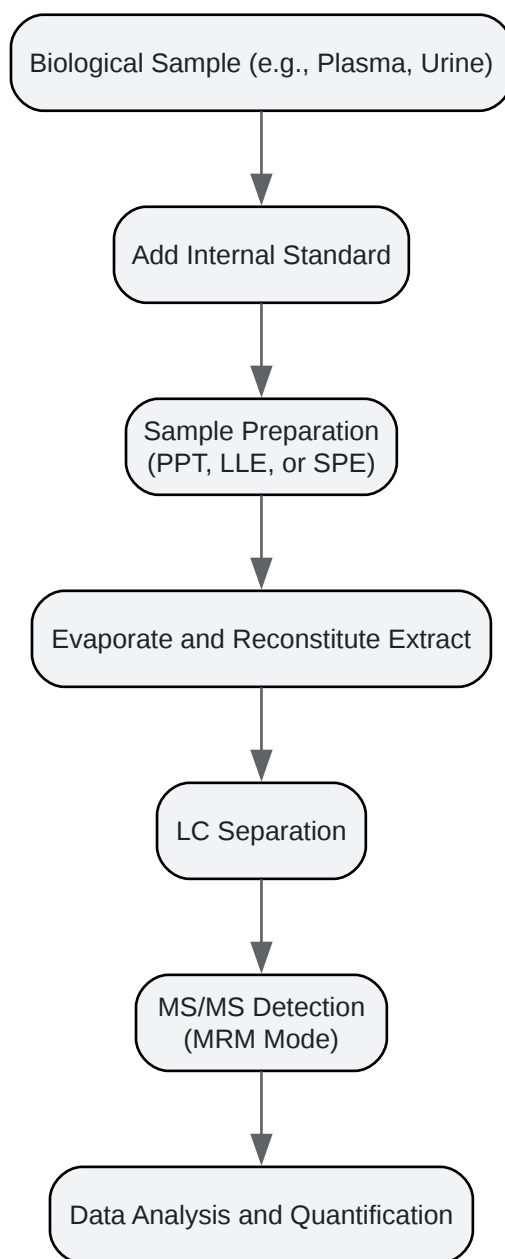 Biological Sample (e.g., Plasma, Urine)
Add Internal Standard
Sample Preparation
(PPT, LLE, or SPE)
Evaporate and Reconstitute Extract
LC Separation
MS/MS Detection
(MRM Mode)
Data Analysis and Quantification